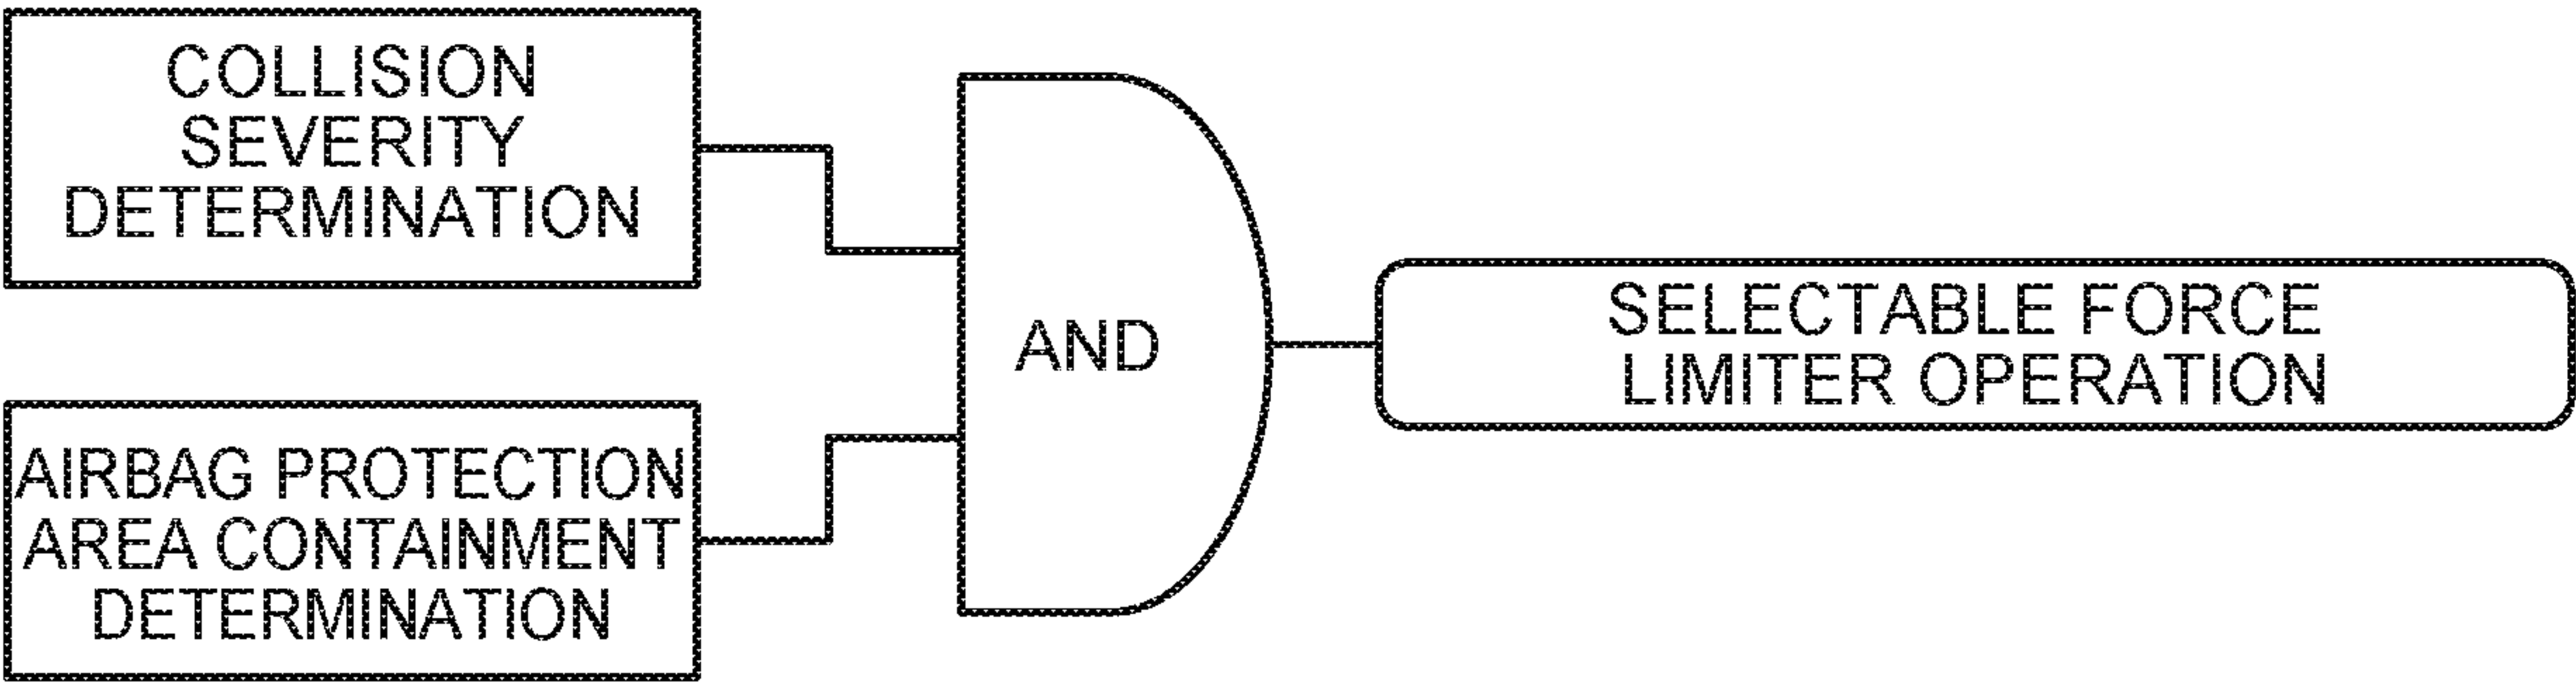 COLLISION
SEVERITY
DETERMINATION
AIRBAG PROTECTION
AREA CONTAINMENT
DETERMINATION
AND
SELECTABLE FORCE
LIMITER OPERATION